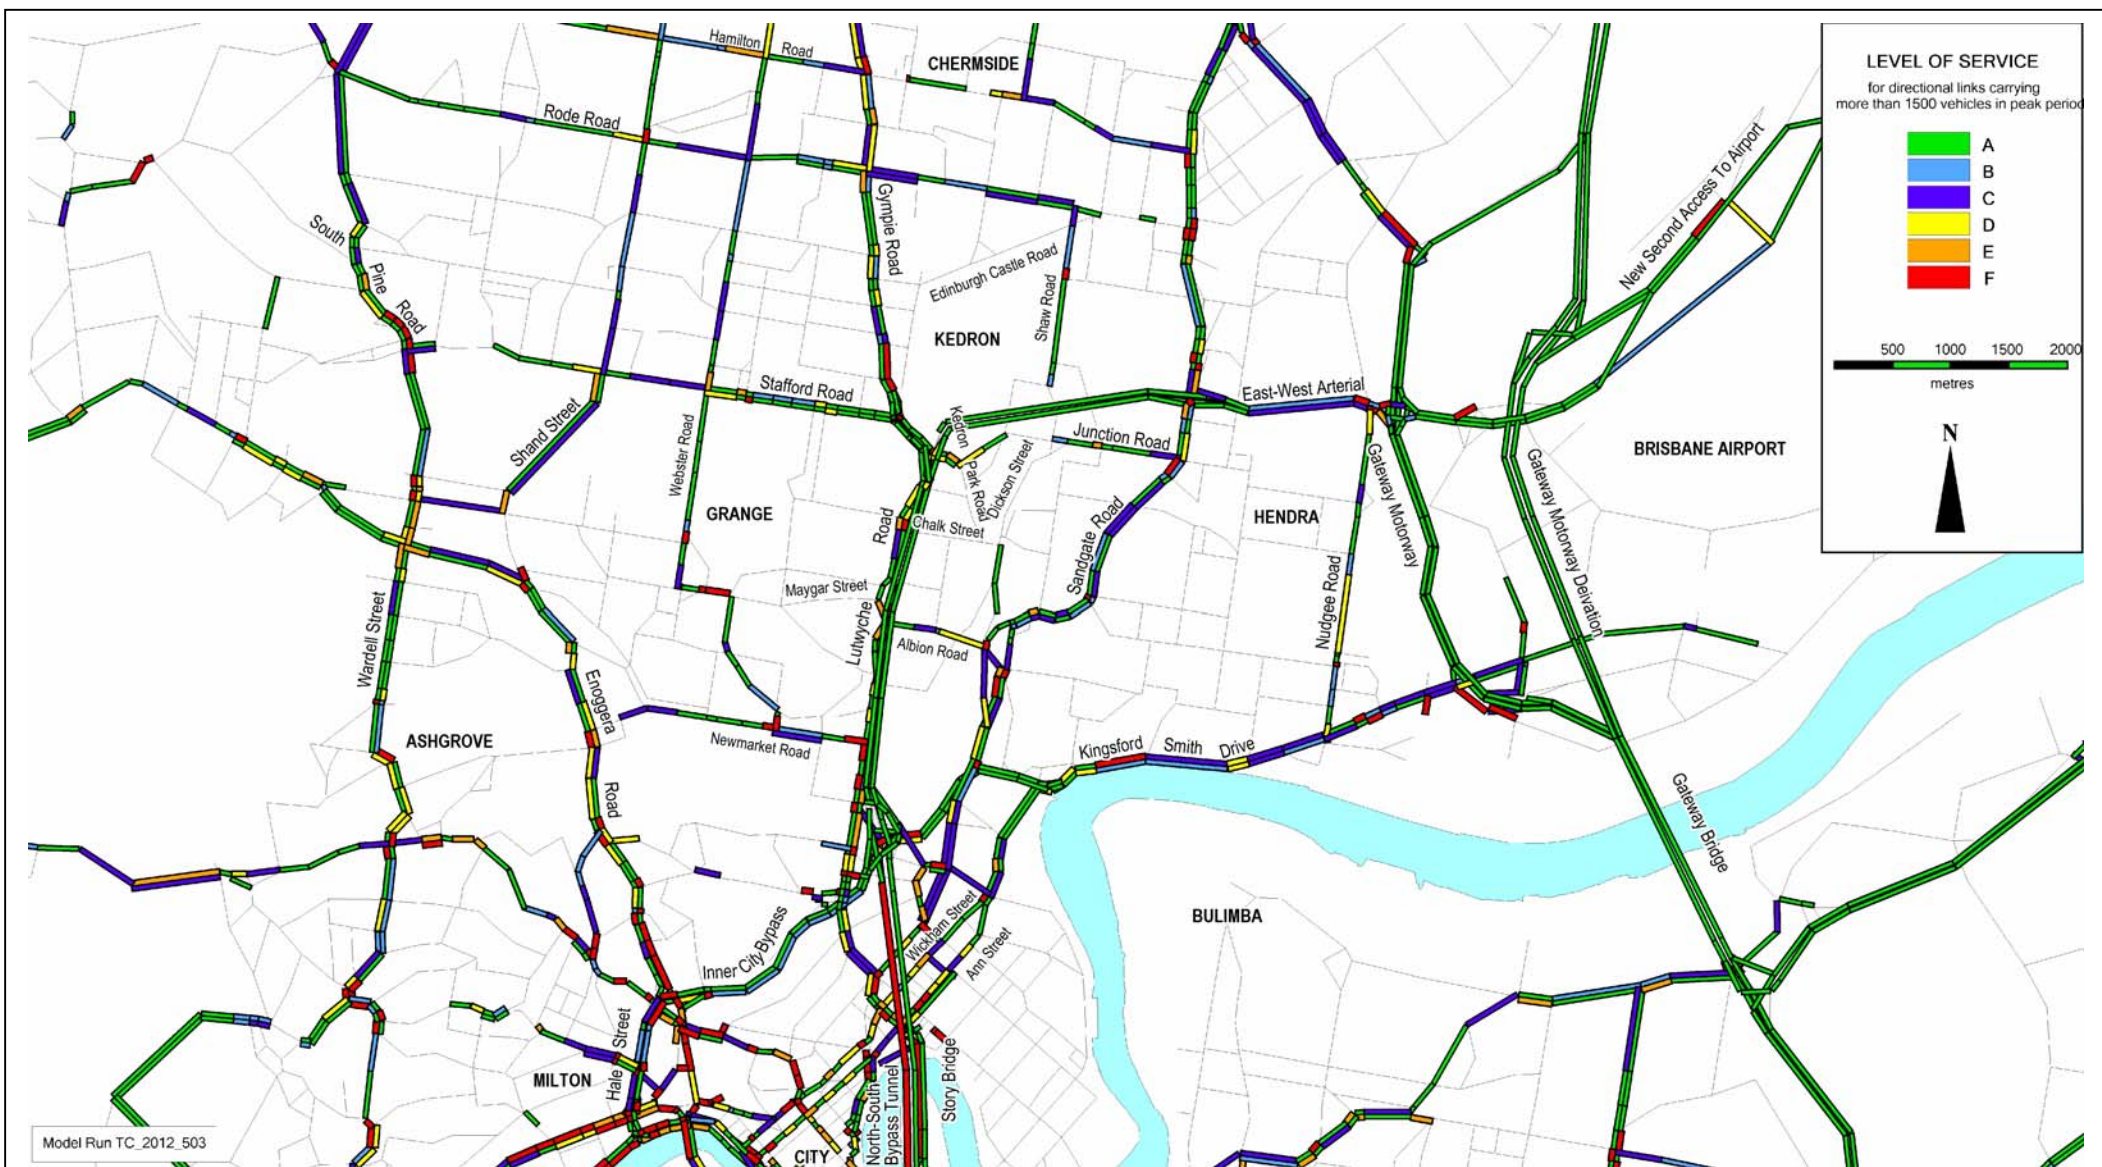 LEVEL OF SERVICE
for directional links carrying
more than 1500 vehicles in peak period
A
B
C
D
E
F
500 1000 1500 2000
metres
N
Hamilton Road
CHERMSIDE
Rode Road
New Second Access To Airport
South Pine Road
Gympie Road
Edinburgh Castle Road
Shaw Road
KEDRON
Stafford Road
East-West Arterial
Shand Street
Webster Road
Kedron Park Road
Junction Road
Dickson Street
Gateway Motorway
Gateway Motorway Deivation
BRISBANE AIRPORT
GRANGE
HENDRA
Chalk Street
Sandgate Road
Nudgee Road
Maygar Street
Wardell Street
Lutwyche Road
Albion Road
Enoggera Road
ASHGROVE
Newmarket Road
Kingsford Smith Drive
Gateway Bridge
BULIMBA
Wickham Street
Ann Street
Inner City Bypass
Hale Street
MILTON
Story Bridge
North-South
Bypass Tunnel
CITY
Model Run TC_2012_503